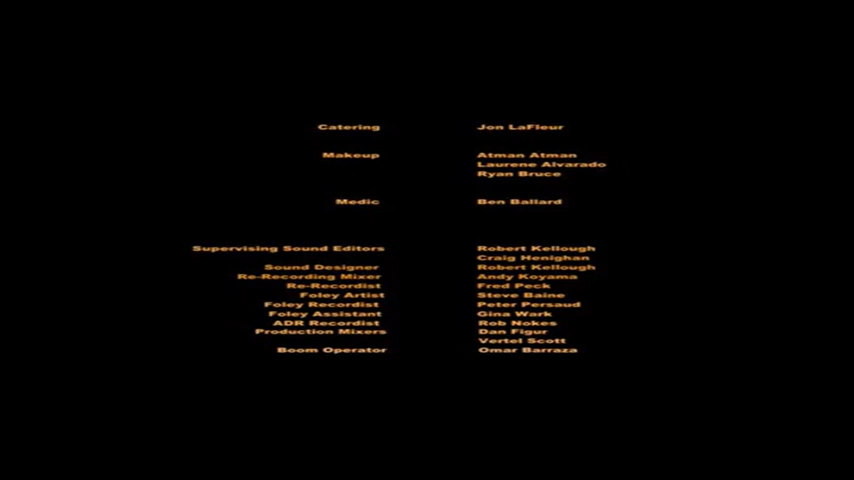 Catering Jon LaFleur
Makeup Atman Atman
Laurene Alvarado
Ryan Bruce
Medic Ben Ballard
Supervising Sound Editors Robert Kellough
Craig Henighan
Sound Designer Robert Kellough
Re-Recording Mixer Andy Koyama
Re-Recordist Fred Peck
Foley Artist Steve Baine
Foley Recordist Peter Persaud
Foley Assistant Gina Wark
ADR Recordist Rob Nokes
Production Mixers Dan Figur
Vertel Scott
Boom Operator Omar Barraza